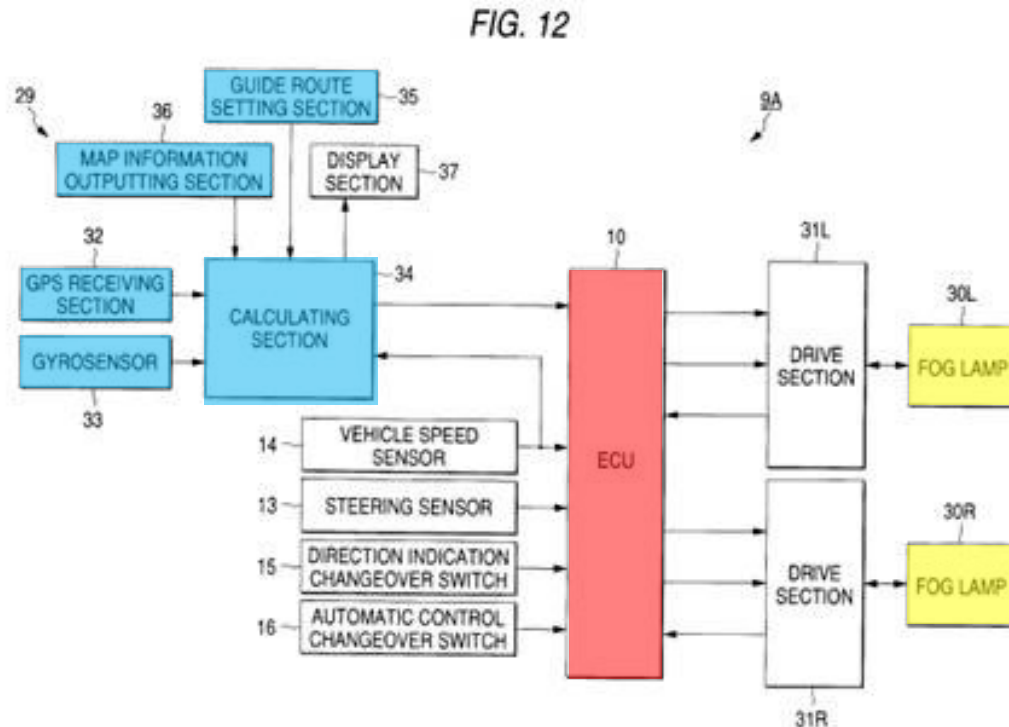 FIG. 12
29
36
GUIDE ROUTE
SETTING SECTION
35
9A
MAP INFORMATION
OUTPUTTING SECTION
DISPLAY
SECTION
37
32
GPS RECEIVING
SECTION
34
CALCULATING
SECTION
GYROSENSOR
33
10
31L
30L
DRIVE
SECTION
FOG LAMP
14
VEHICLE SPEED
SENSOR
ECU
13
STEERING SENSOR
15
DIRECTION INDICATION
CHANGEOVER SWITCH
16
AUTOMATIC CONTROL
CHANGEOVER SWITCH
30R
DRIVE
SECTION
FOG LAMP
31R